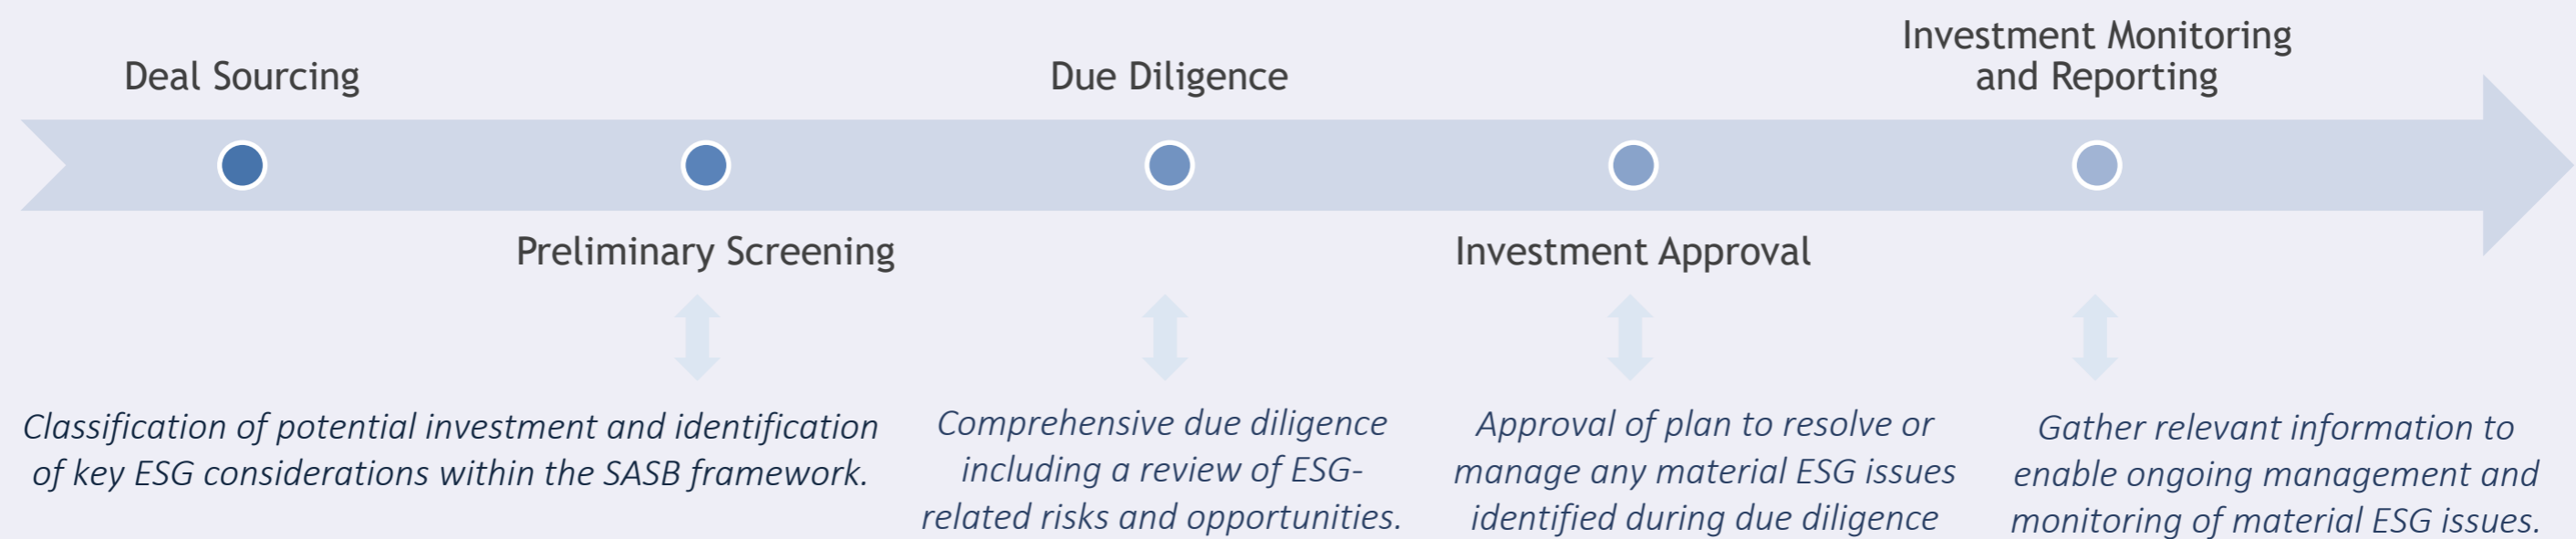 Deal Sourcing
Due Diligence
Investment Monitoring
and Reporting
Preliminary Screening
Investment Approval
Classification of potential investment and identification
of key ESG considerations within the SASB framework.
Comprehensive due diligence
including a review of ESG-
related risks and opportunities.
Approval of plan to resolve or
manage any material ESG issues
identified during due diligence
Gather relevant information to
enable ongoing management and
monitoring of material ESG issues.